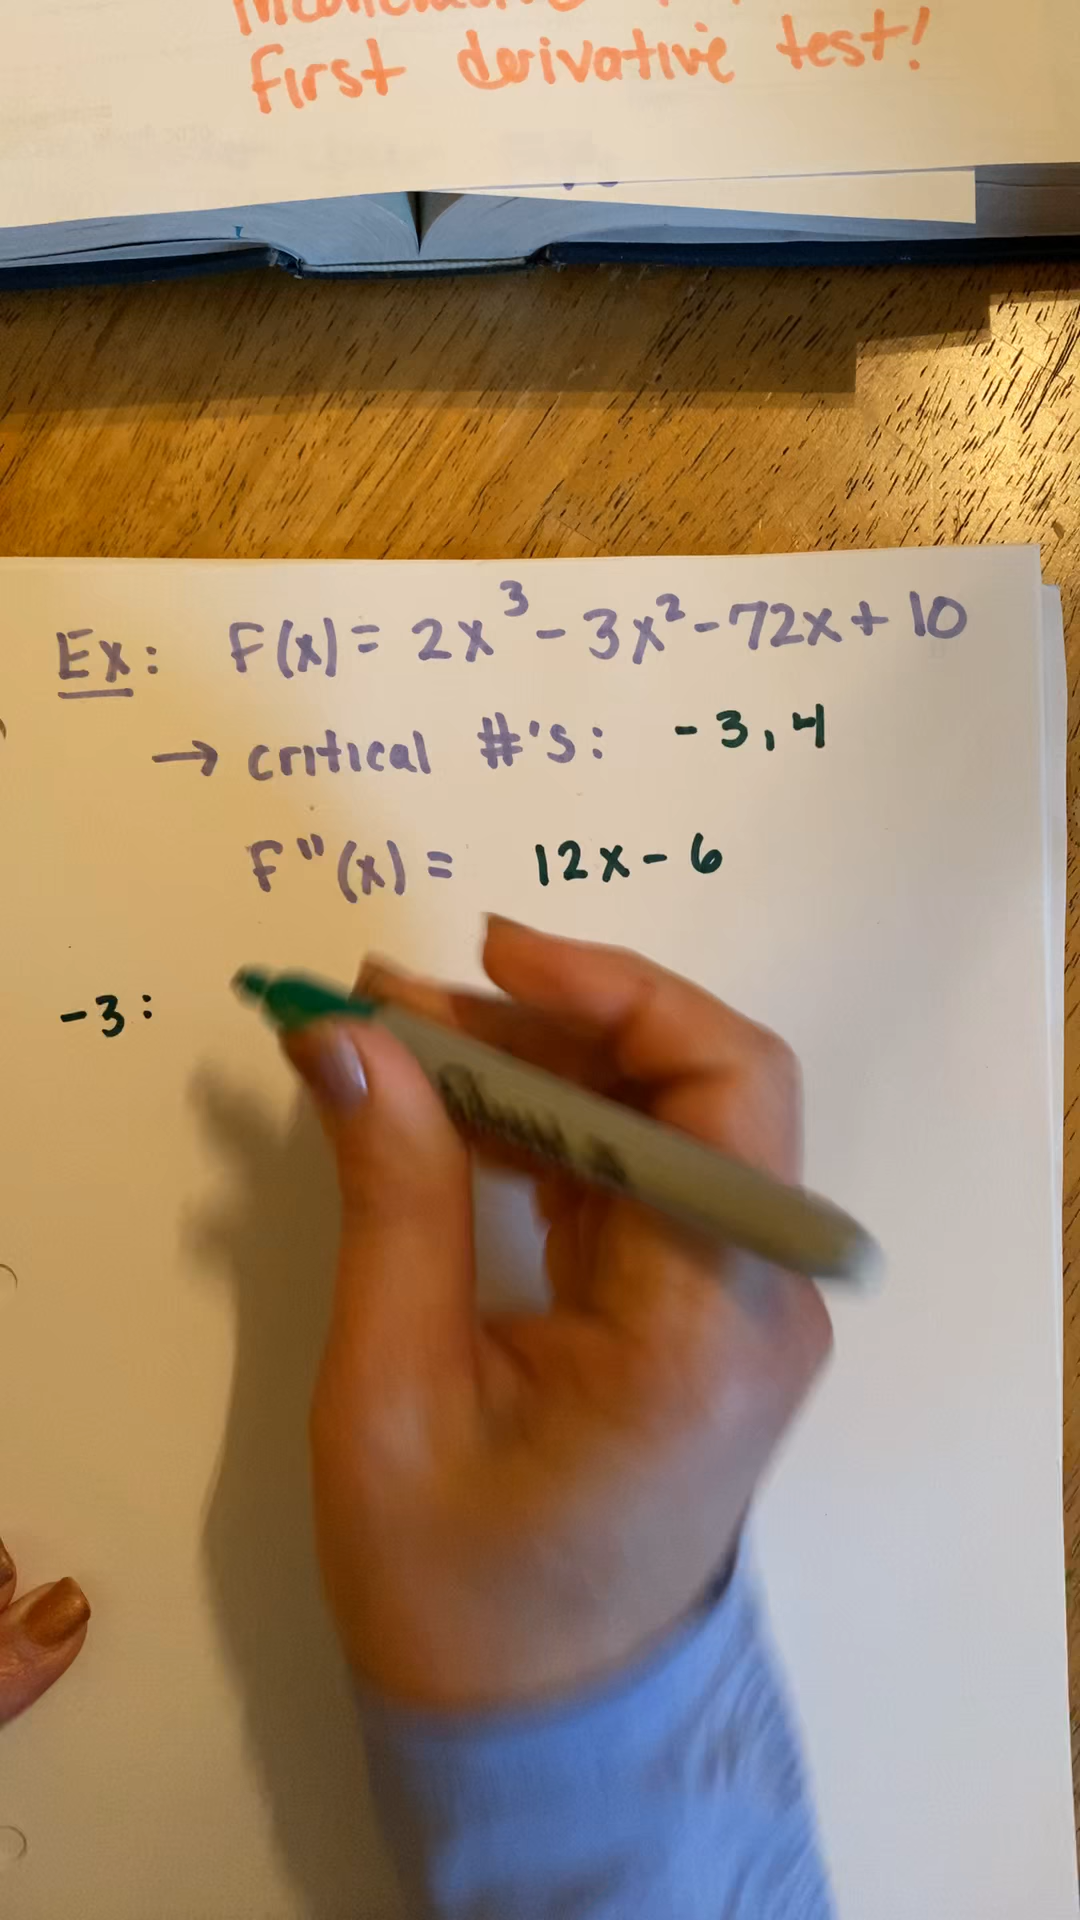 first derivative test!
Ex: F(x) = 2x³ - 3x² - 72x + 10
→ critical #'s: -3, 4
F"(x) = 12x - 6
-3: